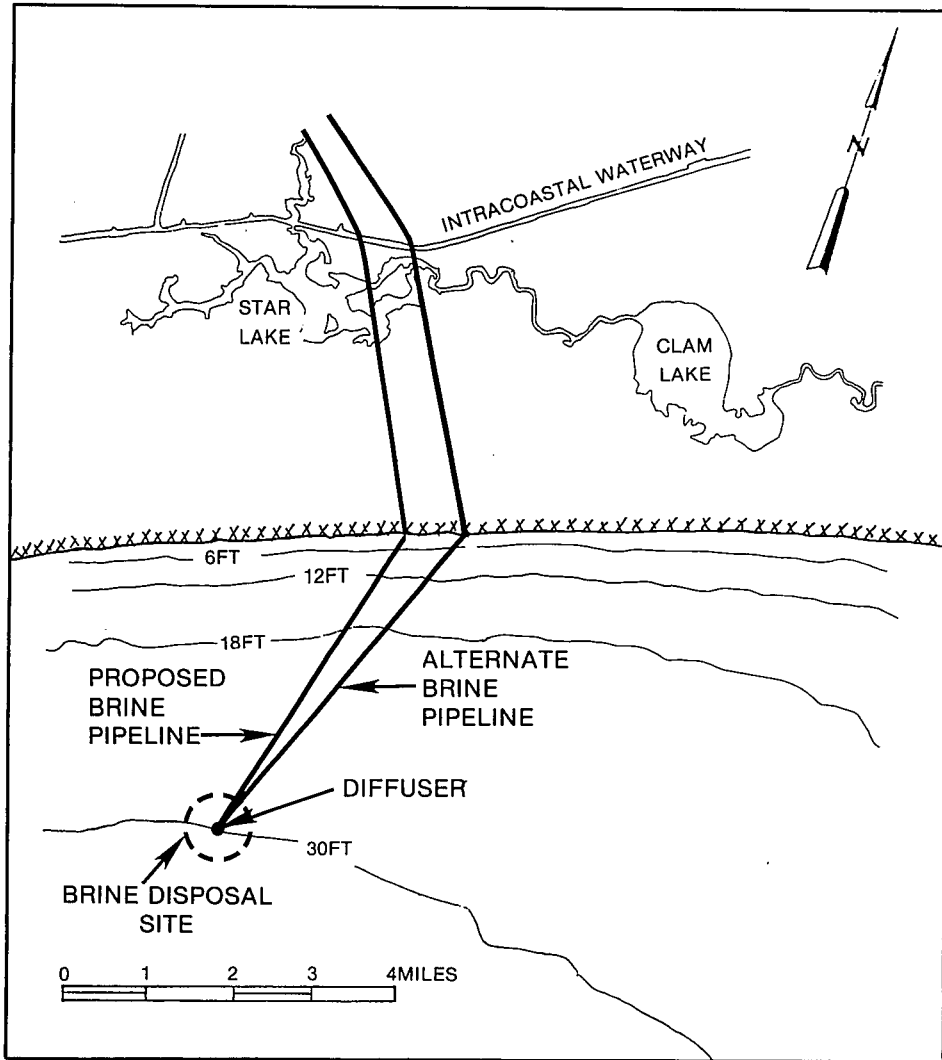 N
INTRACOASTAL WATERWAY
STAR
LAKE
CLAM
LAKE
6FT
12FT
18FT
PROPOSED
BRINE
PIPELINE
ALTERNATE
BRINE
PIPELINE
DIFFUSER
30FT
BRINE DISPOSAL
SITE
0 1 2 3 4MILES